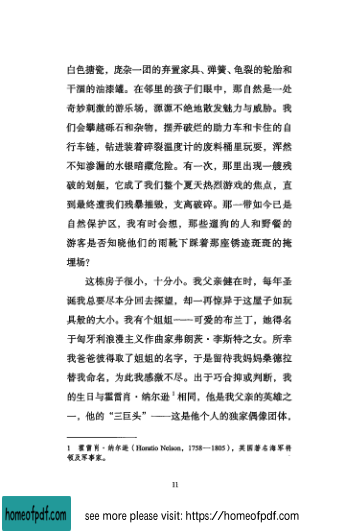 白色搪瓷，庞杂一团的弃置家具、弹簧、龟裂的轮胎和
干涸的油漆罐。在邻里的孩子们眼中，那自然是一处
奇妙刺激的游乐场，源源不绝地散发魅力与威胁。我
们会攀越砾石和杂物，摆弄破烂的助力车和卡住的自
行车链，钻进装着碎裂温度计的废料桶里玩耍，浑然
不知渗漏的水银暗藏危险。有一次，那里出现一艘残
破的划艇，它成了我们整个夏天热烈游戏的焦点，直
到最终遭我们残暴摧毁，支离破碎。那一带如今已是
自然保护区，我有时会想，那些遛狗的人和野餐的
游客是否知晓他们的雨靴下踩着那座锈迹斑斑的掩
埋场？
这栋房子很小，十分小。我父亲健在时，每年圣
诞我总要尽本分回去探望，却一再惊异于这屋子如玩
具般的大小。我有个姐姐——可爱的布兰丁，她得名
于匈牙利浪漫主义作曲家弗朗茨·李斯特之女。所幸
我爸爸彼得取了姐姐的名字，于是留待我妈妈桑德拉
替我命名，为此我感激不尽。出于巧合抑或判断，我
的生日与霍雷肖·纳尔逊1相同，他是我父亲的英雄之
一，他的“三巨头”——这是他个人的独家偶像团体，
1 霍雷肖·纳尔逊（Horatio Nelson，1758—1805），英国著名海军将
领及军事家。
11
homeofpdf.com
see more please visit: https://homeofpdf.com